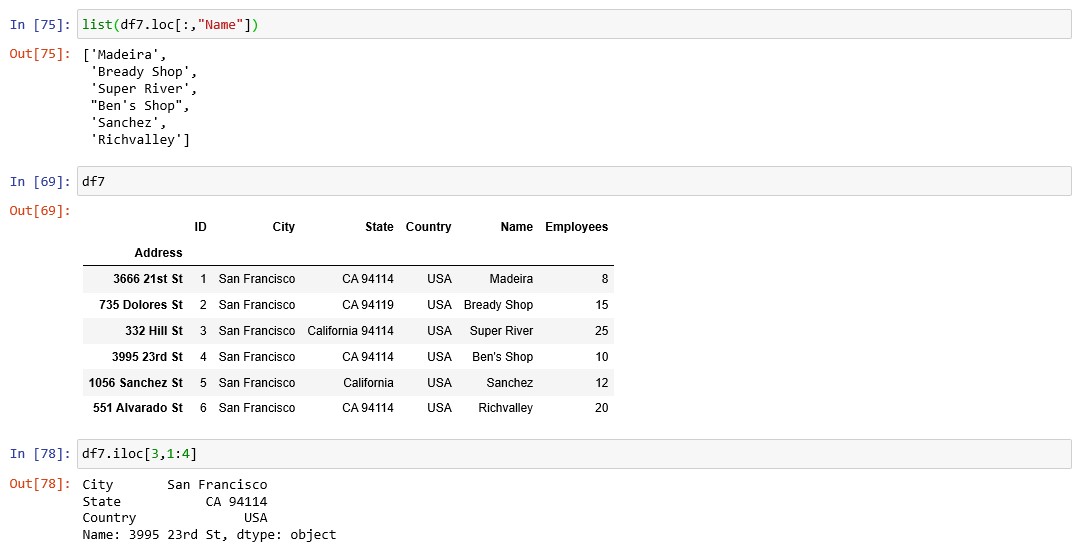 In [75]: list(df7.loc[:,"Name"])
Out[75]: ['Madeira',
'Bready Shop',
'Super River',
"Ben's Shop",
'Sanchez',
'Richvalley']
In [69]: df7
Out[69]:
ID City State Country Name Employees
Address
3666 21st St 1 San Francisco CA 94114 USA Madeira 8
735 Dolores St 2 San Francisco CA 94119 USA Bready Shop 15
332 Hill St 3 San Francisco California 94114 USA Super River 25
3995 23rd St 4 San Francisco CA 94114 USA Ben's Shop 10
1056 Sanchez St 5 San Francisco California USA Sanchez 12
551 Alvarado St 6 San Francisco CA 94114 USA Richvalley 20
In [78]: df7.iloc[3,1:4]
Out[78]: City San Francisco
State CA 94114
Country USA
Name: 3995 23rd St, dtype: object